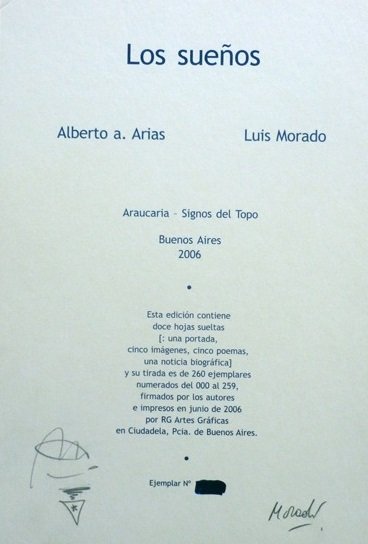 Los sueños
Alberto a. Arias Luis Morado
Araucaria – Signos del Topo
Buenos Aires
2006
•
Esta edición contiene
doce hojas sueltas
[: una portada,
cinco imágenes, cinco poemas,
una noticia biográfica]
y su tirada es de 260 ejemplares
numerados del 000 al 259,
firmados por los autores
e impresos en junio de 2006
por RG Artes Gráficas
en Ciudadela, Pcia. de Buenos Aires.
•
Ejemplar Nº
Morado